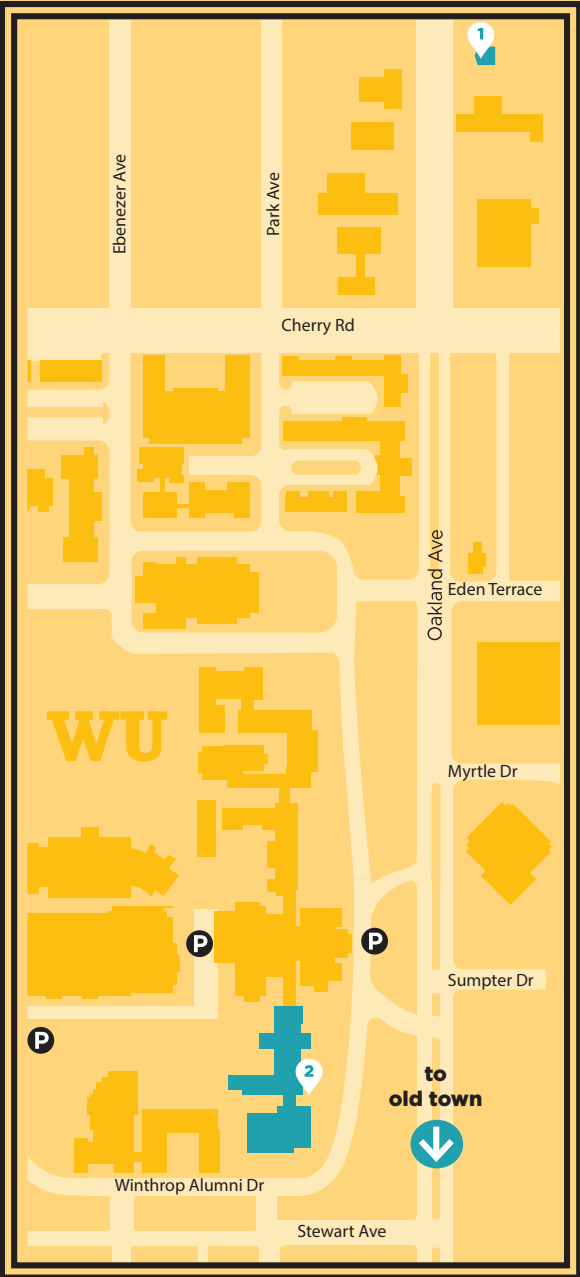 1
Ebenezer Ave
Park Ave
Cherry Rd
Oakland Ave
Eden Terrace
WU
Myrtle Dr
P
P
Sumpter Dr
P
2
to
old town
Winthrop Alumni Dr
Stewart Ave